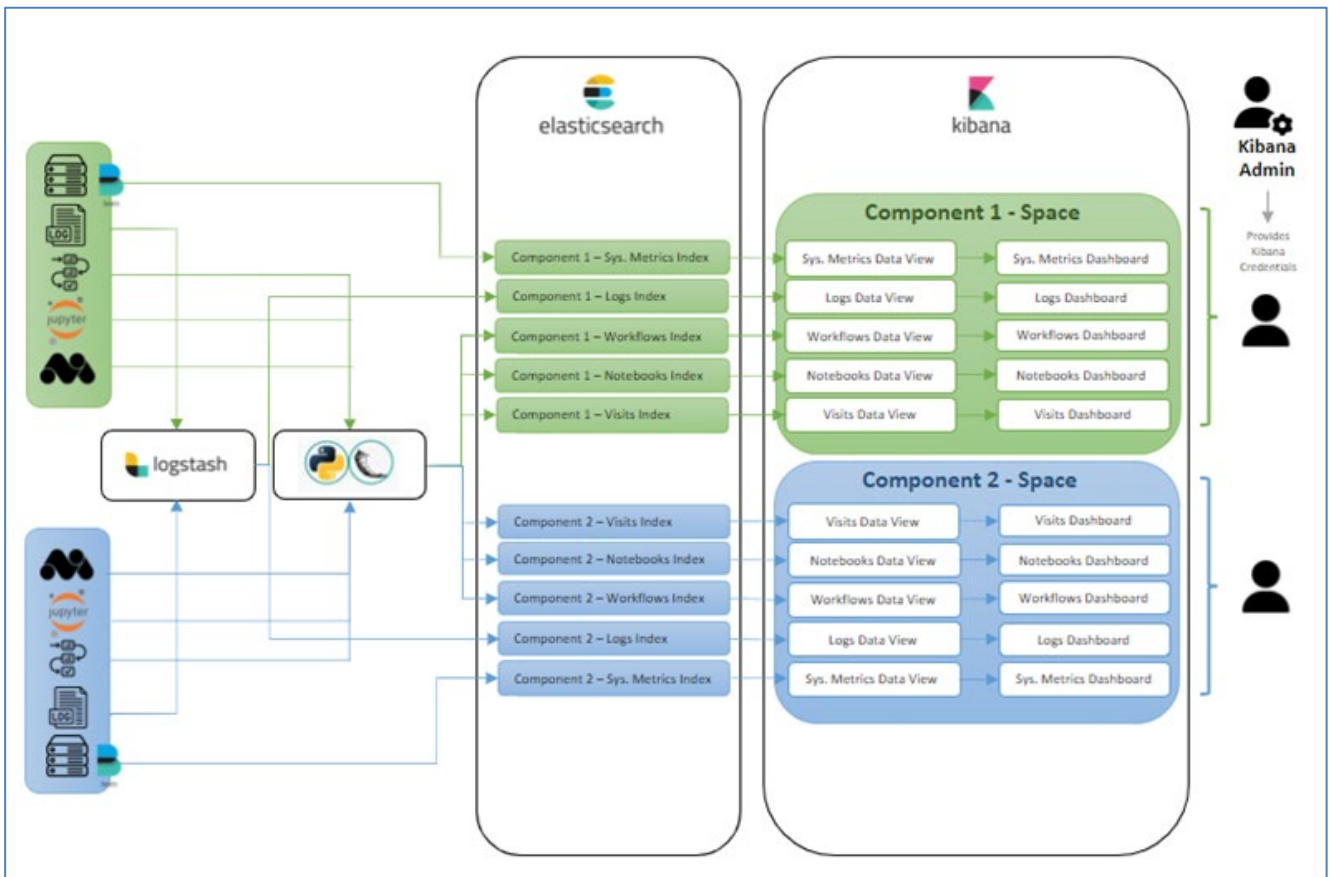 elasticsearch
kibana
Kibana
Admin
Provides
Kibana
Credentials
LOG
jupyter
logstash
Component 1 - Space
Component 1 – Sys. Metrics Index
Sys. Metrics Data View
Sys. Metrics Dashboard
Component 1 – Logs Index
Logs Data View
Logs Dashboard
Component 1 – Workflows Index
Workflows Data View
Workflows Dashboard
Component 1 – Notebooks Index
Notebooks Data View
Notebooks Dashboard
Component 1 – Visits Index
Visits Data View
Visits Dashboard
Component 2 - Space
Component 2 – Visits Index
Visits Data View
Visits Dashboard
Component 2 – Notebooks Index
Notebooks Data View
Notebooks Dashboard
Component 2 – Workflows Index
Workflows Data View
Workflows Dashboard
Component 2 – Logs Index
Logs Data View
Logs Dashboard
Component 2 – Sys. Metrics Index
Sys. Metrics Data View
Sys. Metrics Dashboard
jupyter
LOG